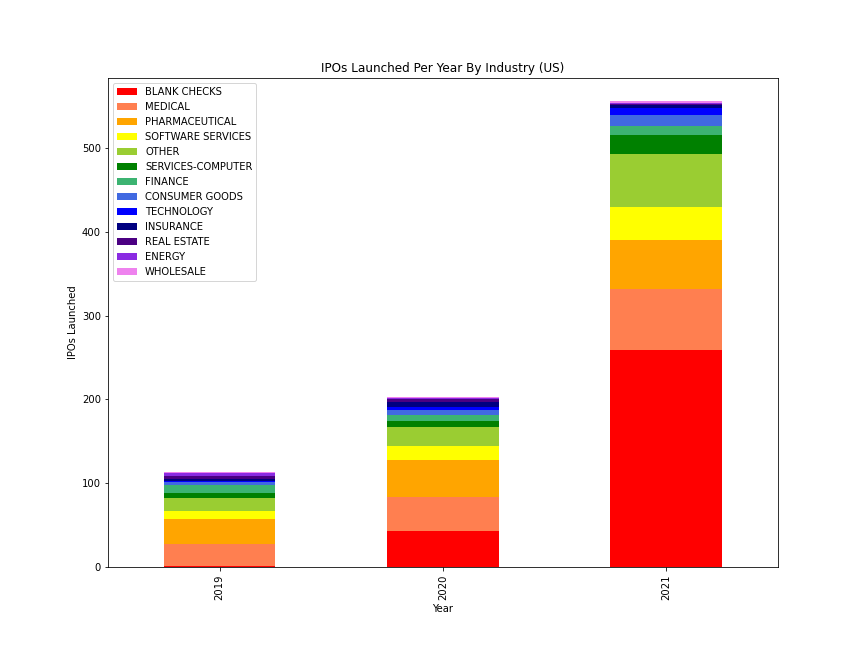 IPOs Launched Per Year By Industry (US)
BLANK CHECKS
MEDICAL
PHARMACEUTICAL
SOFTWARE SERVICES
OTHER
SERVICES-COMPUTER
FINANCE
CONSUMER GOODS
TECHNOLOGY
INSURANCE
REAL ESTATE
ENERGY
WHOLESALE
500
400
300
200
100
0
IPOs Launched
2019
2020
2021
Year